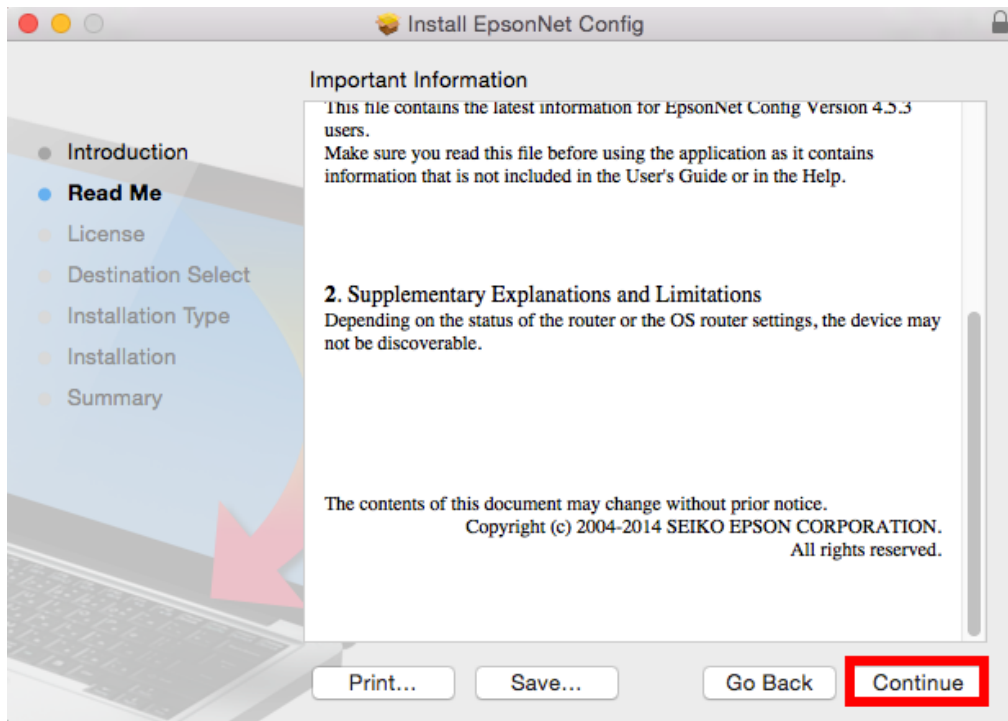 Install EpsonNet Config
Important Information
Introduction
Read Me
License
Destination Select
Installation Type
Installation
Summary
This file contains the latest information for EpsonNet Config Version 4.5.3
users.
Make sure you read this file before using the application as it contains
information that is not included in the User's Guide or in the Help.
2. Supplementary Explanations and Limitations
Depending on the status of the router or the OS router settings, the device may
not be discoverable.
The contents of this document may change without prior notice.
Copyright (c) 2004-2014 SEIKO EPSON CORPORATION.
All rights reserved.
Print...
Save...
Go Back
Continue